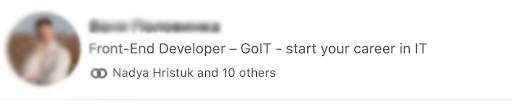 Front-End Developer – GoIT - start your career in IT
Nadya Hristuk and 10 others